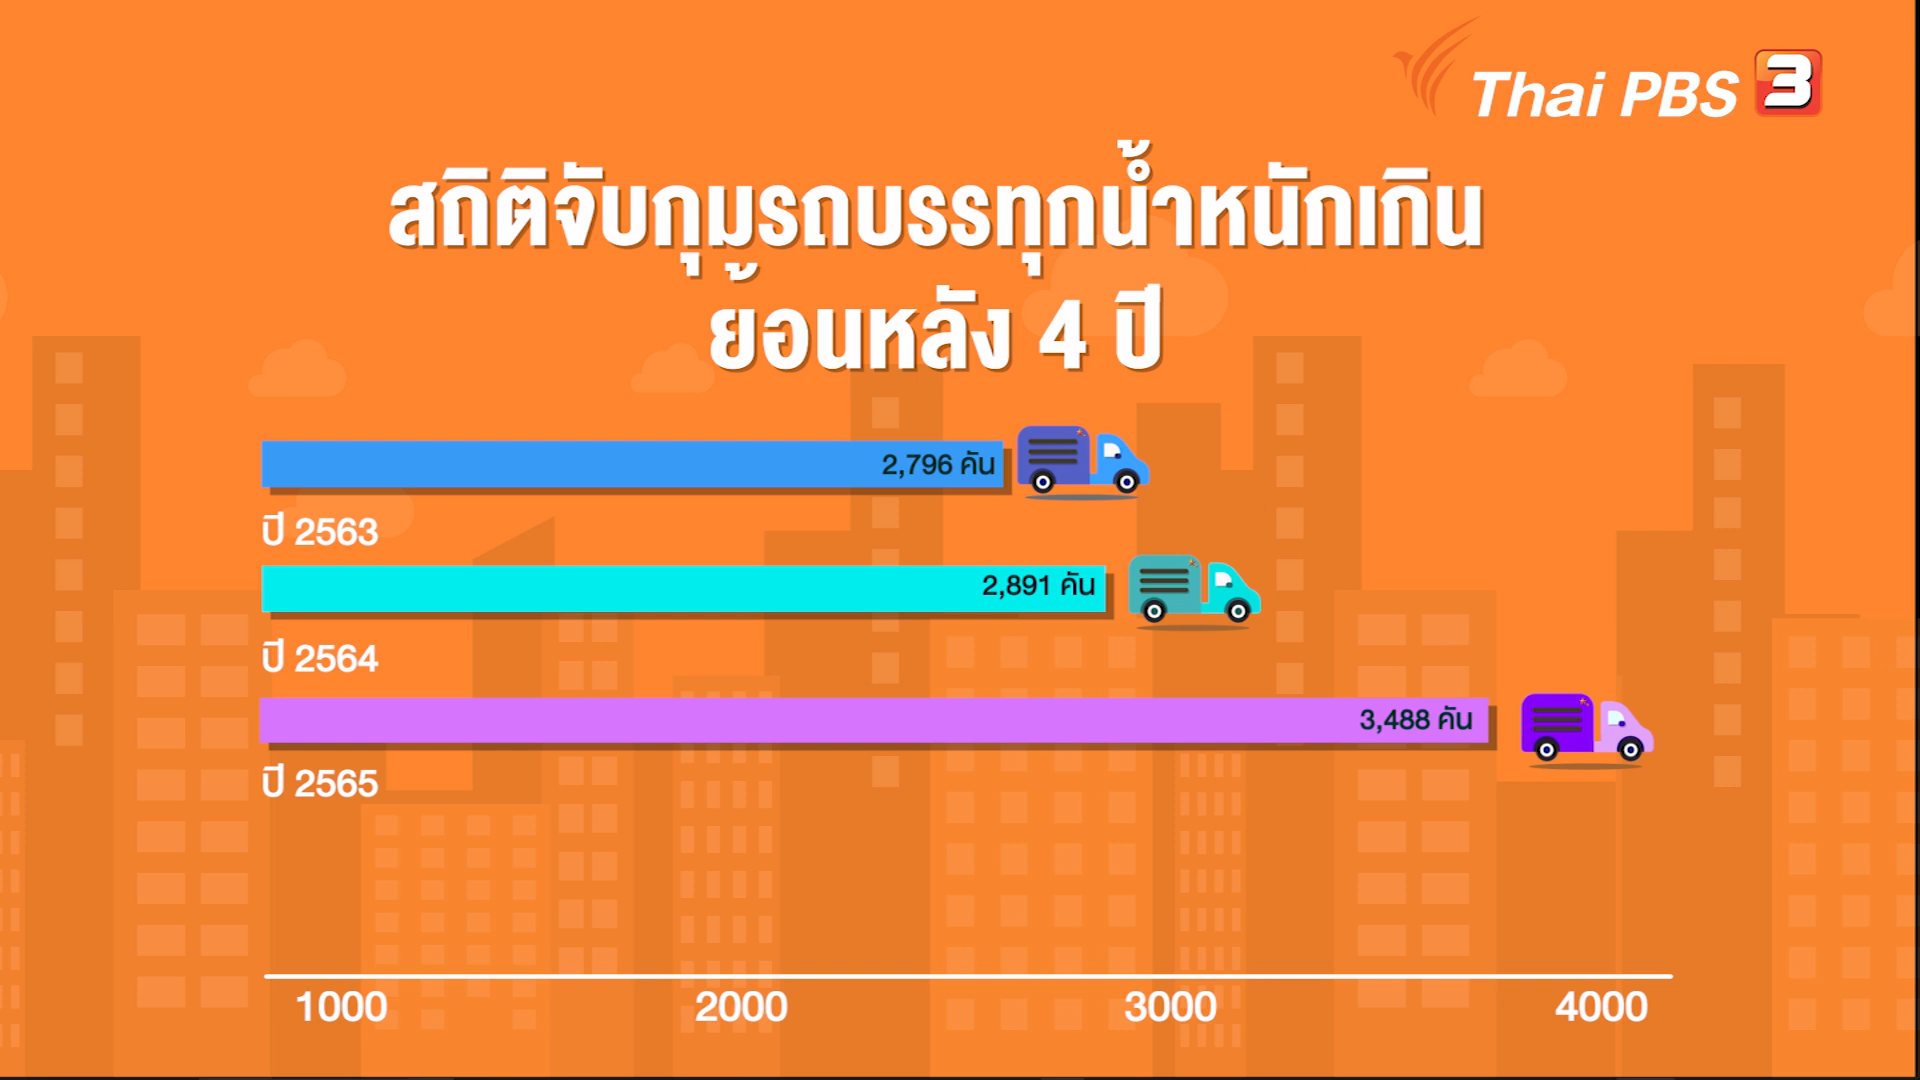 Thai PBS 3
สถิติจับกุมรถบรรทุกน้ำหนักเกิน
ย้อนหลัง 4 ปี
2,796 คัน
ปี 2563
2,891 คัน
ปี 2564
3,488 คัน
ปี 2565
1000 2000 3000 4000